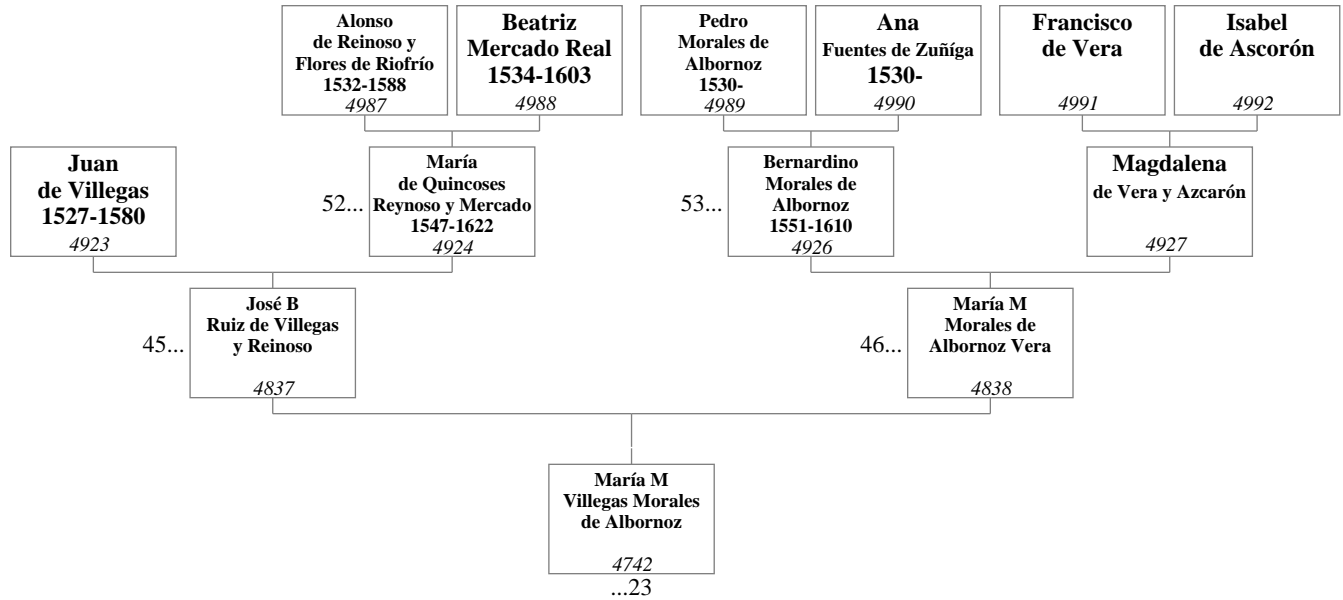 Alonso
de Reinoso y
Flores de Riofrío
1532-1588
4987
Beatriz
Mercado Real
1534-1603
4988
Pedro
Morales de
Albornoz
1530-
4989
Ana
Fuentes de Zuñíga
1530-
4990
Francisco
de Vera
4991
Isabel
de Ascorón
4992
Juan
de Villegas
1527-1580
4923
52...
María
de Quincoses
Reynoso y Mercado
1547-1622
4924
53...
Bernardino
Morales de
Albornoz
1551-1610
4926
Magdalena
de Vera y Azcarón
4927
45...
José B
Ruiz de Villegas
y Reinoso
4837
46...
María M
Morales de
Albornoz Vera
4838
María M
Villegas Morales
de Albornoz
4742
...23